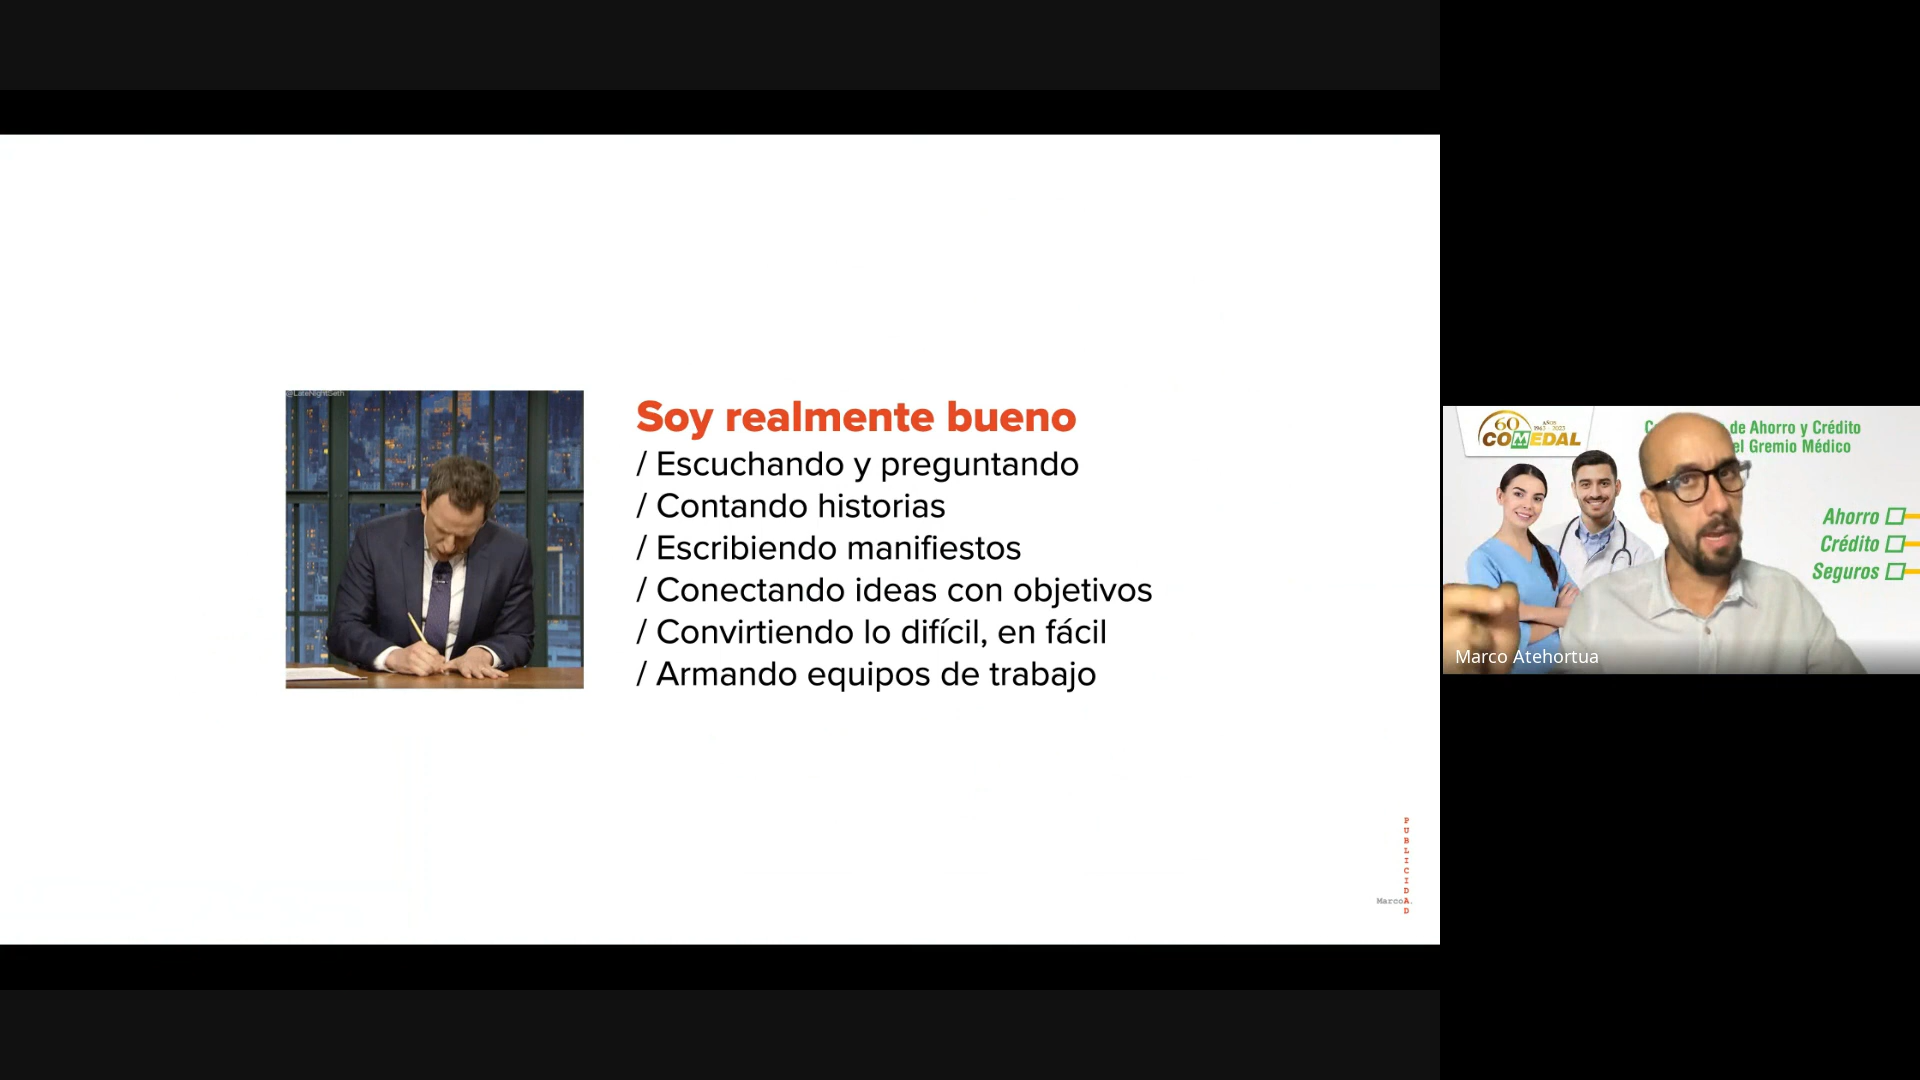 @LateNightSeth
Soy realmente bueno
/ Escuchando y preguntando
/ Contando historias
/ Escribiendo manifiestos
/ Conectando ideas con objetivos
/ Convirtiendo lo difícil, en fácil
/ Armando equipos de trabajo
PUBLICIDAD
MarcoA.
60 AÑOS
COMEDAL
de Ahorro y Crédito
el Gremio Médico
Ahorro
Crédito
Seguros
Marco Atehortua